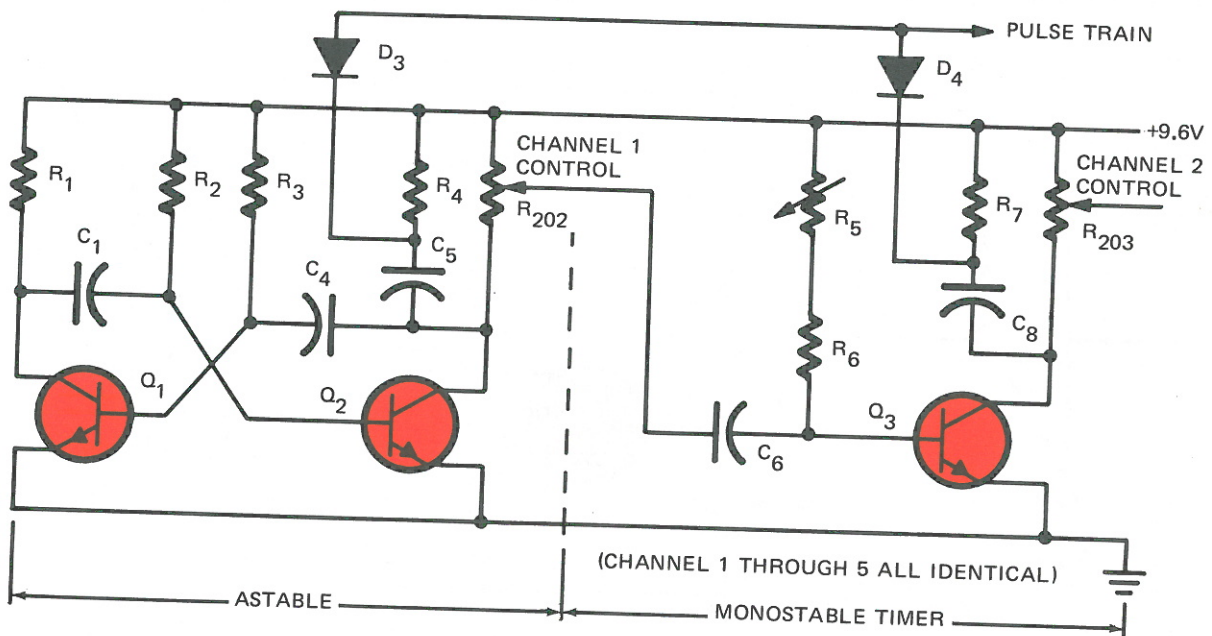 PULSE TRAIN
D3
D4
+9.6V
CHANNEL 1
CONTROL
CHANNEL 2
CONTROL
R1
R2
R3
R4
R202
R5
R7
R203
C1
C4
C5
C8
R6
Q1
Q2
Q3
C6
(CHANNEL 1 THROUGH 5 ALL IDENTICAL)
ASTABLE
MONOSTABLE TIMER